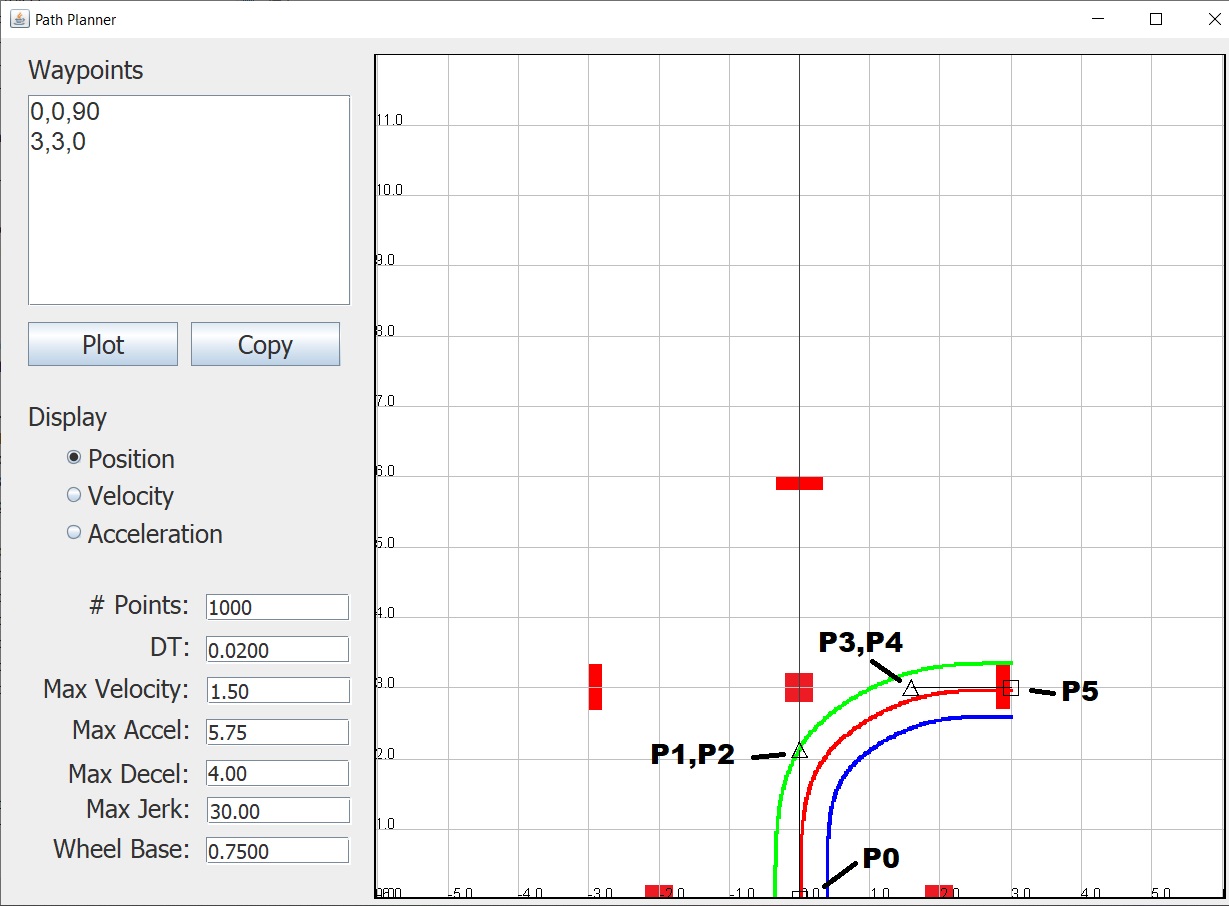 Path Planner
Waypoints
0,0,90
3,3,0
Plot
Copy
Display
Position
Velocity
Acceleration
# Points: 1000
DT: 0.0200
Max Velocity: 1.50
Max Accel: 5.75
Max Decel: 4.00
Max Jerk: 30.00
Wheel Base: 0.7500
11.0
10.0
9.0
8.0
7.0
6.0
5.0
4.0
P3,P4
3.0
P5
P1,P2
2.0
1.0
P0
-5.0 -4.0 -3.0 -2.0 -1.0 0.0 1.0 2.0 3.0 4.0 5.0